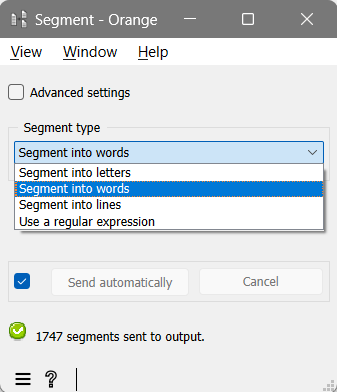 Segment - Orange
View Window Help
Advanced settings
Segment type
Segment into words
Segment into letters
Segment into words
Segment into lines
Use a regular expression
Send automatically Cancel
1747 segments sent to output.